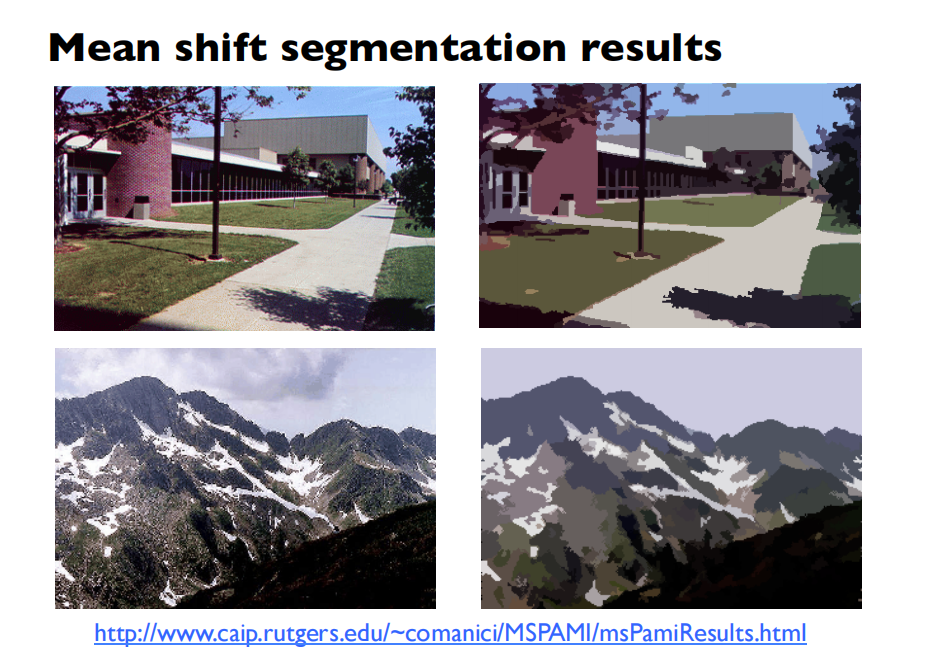 Mean shift segmentation results
http://www.caip.rutgers.edu/~comanici/MSPAMI/msPamiResults.html